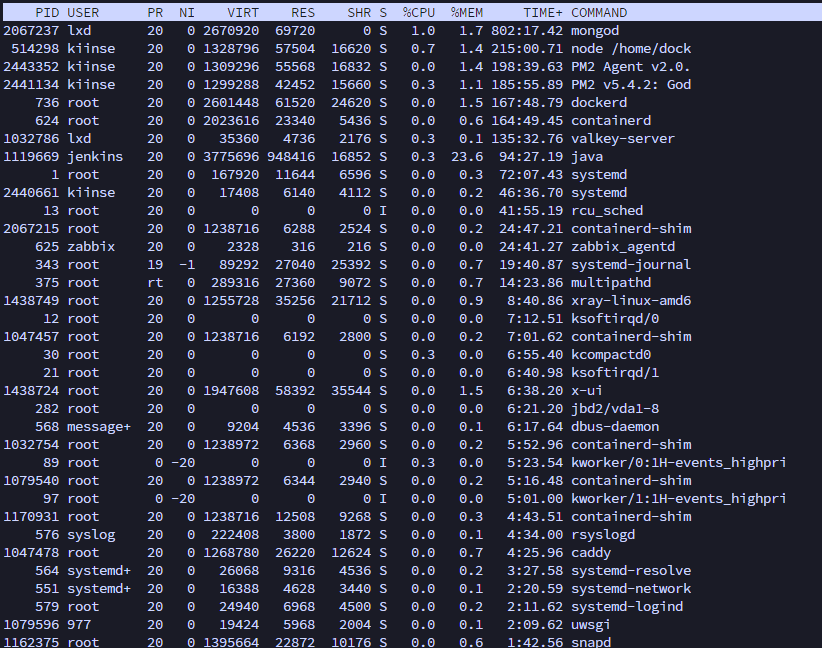 PID USER PR NI VIRT RES SHR S %CPU %MEM TIME+ COMMAND
2067237 lxd 20 0 2670920 69720 0 S 1.0 1.7 802:17.42 mongod
514298 kiinse 20 0 1328796 57504 16620 S 0.7 1.4 215:00.71 node /home/dock
2443352 kiinse 20 0 1309296 55568 16832 S 0.0 1.4 198:39.63 PM2 Agent v2.0.
2441134 kiinse 20 0 1299288 42452 15660 S 0.3 1.1 185:55.89 PM2 v5.4.2: God
736 root 20 0 2601448 61520 24620 S 0.0 1.5 167:48.79 dockerd
624 root 20 0 2023616 23340 5436 S 0.0 0.6 164:49.45 containerd
1032786 lxd 20 0 35360 4736 2176 S 0.3 0.1 135:32.76 valkey-server
1119669 jenkins 20 0 3775696 948416 16852 S 0.3 23.6 94:27.19 java
1 root 20 0 167920 11644 6596 S 0.0 0.3 72:07.43 systemd
2440661 kiinse 20 0 17408 6140 4112 S 0.0 0.2 46:36.70 systemd
13 root 20 0 0 0 0 I 0.0 0.0 41:55.19 rcu_sched
2067215 root 20 0 1238716 6288 2524 S 0.0 0.2 24:47.21 containerd-shim
625 zabbix 20 0 2328 316 216 S 0.0 0.0 24:41.27 zabbix_agentd
343 root 19 -1 89292 27040 25392 S 0.0 0.7 19:40.87 systemd-journal
375 root rt 0 289316 27360 9072 S 0.0 0.7 14:23.86 multipathd
1438749 root 20 0 1255728 35256 21712 S 0.0 0.9 8:40.86 xray-linux-amd6
12 root 20 0 0 0 0 S 0.0 0.0 7:12.51 ksoftirqd/0
1047457 root 20 0 1238716 6192 2800 S 0.0 0.2 7:01.62 containerd-shim
30 root 20 0 0 0 0 S 0.3 0.0 6:55.40 kcompactd0
21 root 20 0 0 0 0 S 0.0 0.0 6:40.98 ksoftirqd/1
1438724 root 20 0 1947608 58392 35544 S 0.0 1.5 6:38.20 x-ui
282 root 20 0 0 0 0 S 0.0 0.0 6:21.20 jbd2/vda1-8
568 message+ 20 0 9204 4536 3396 S 0.0 0.1 6:17.64 dbus-daemon
1032754 root 20 0 1238972 6368 2960 S 0.0 0.2 5:52.96 containerd-shim
89 root 0 -20 0 0 0 I 0.3 0.0 5:23.54 kworker/0:1H-events_highpri
1079540 root 20 0 1238972 6344 2940 S 0.0 0.2 5:16.48 containerd-shim
97 root 0 -20 0 0 0 I 0.0 0.0 5:01.00 kworker/1:1H-events_highpri
1170931 root 20 0 1238716 12508 9268 S 0.0 0.3 4:43.51 containerd-shim
576 syslog 20 0 222408 3800 1872 S 0.0 0.1 4:34.00 rsyslogd
1047478 root 20 0 1268780 26220 12624 S 0.0 0.7 4:25.96 caddy
564 systemd+ 20 0 26068 9316 4536 S 0.0 0.2 3:27.58 systemd-resolve
551 systemd+ 20 0 16388 4628 3440 S 0.0 0.1 2:20.59 systemd-network
579 root 20 0 24940 6968 4500 S 0.0 0.2 2:11.62 systemd-logind
1079596 977 20 0 19424 5968 2004 S 0.0 0.1 2:09.62 uwsgi
1162375 root 20 0 1395664 22872 10176 S 0.0 0.6 1:42.56 snapd